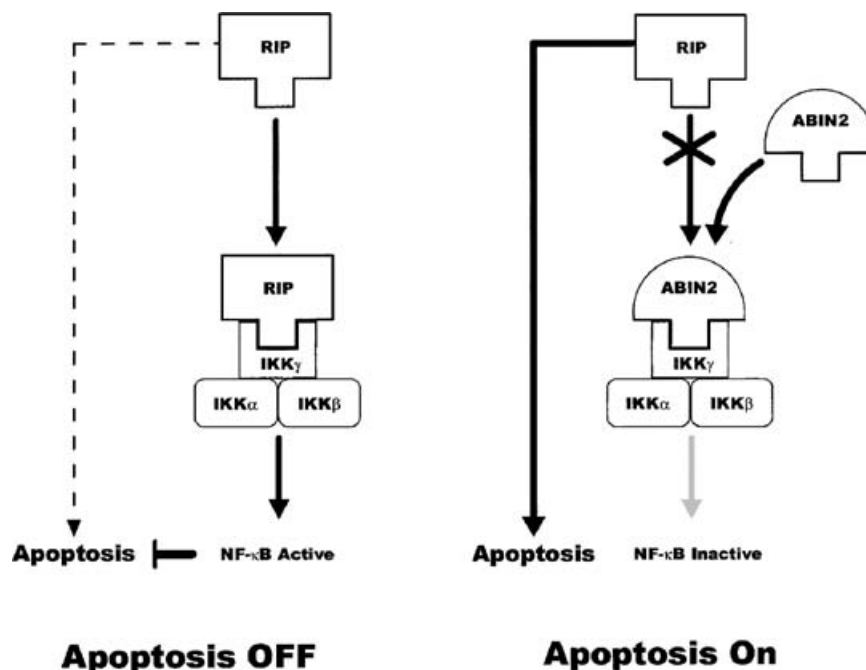 RIP
RIP
IKKγ
IKKα
IKKβ
Apoptosis
NF-κB Active
Apoptosis OFF
RIP
ABIN2
ABIN2
IKKγ
IKKα
IKKβ
Apoptosis
NF-κB Inactive
Apoptosis On